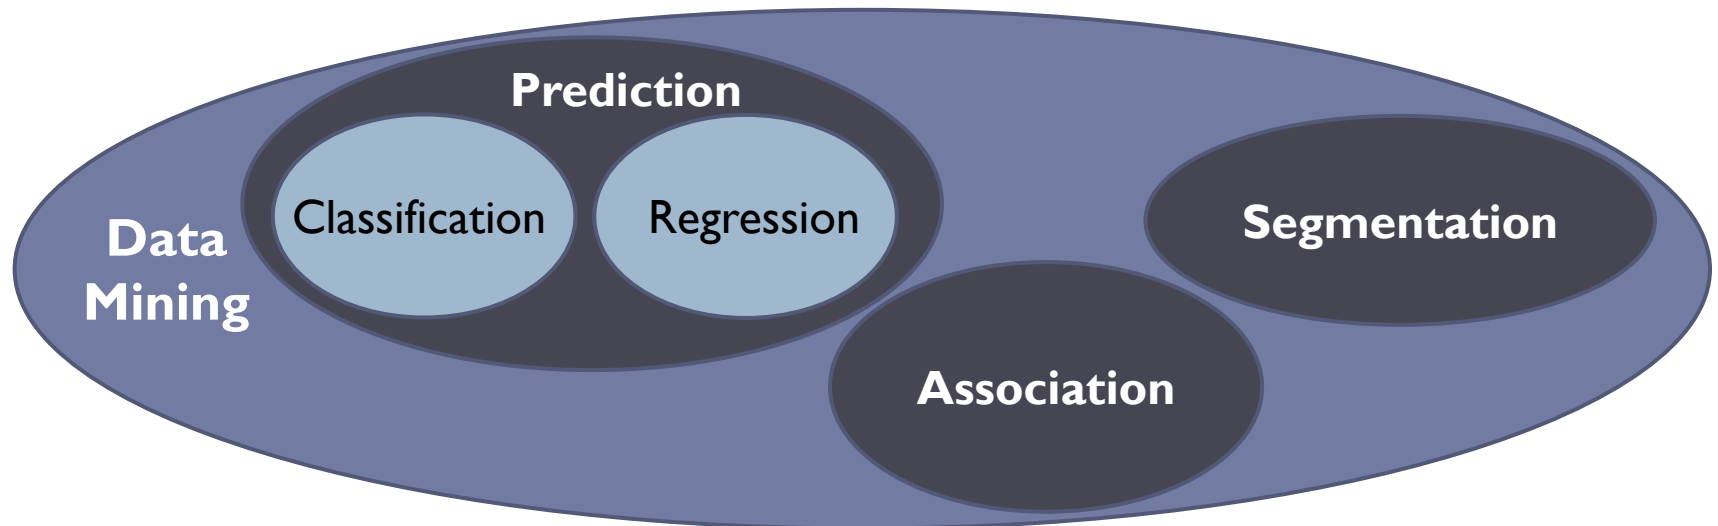 Prediction
Classification
Regression
Data
Mining
Segmentation
Association